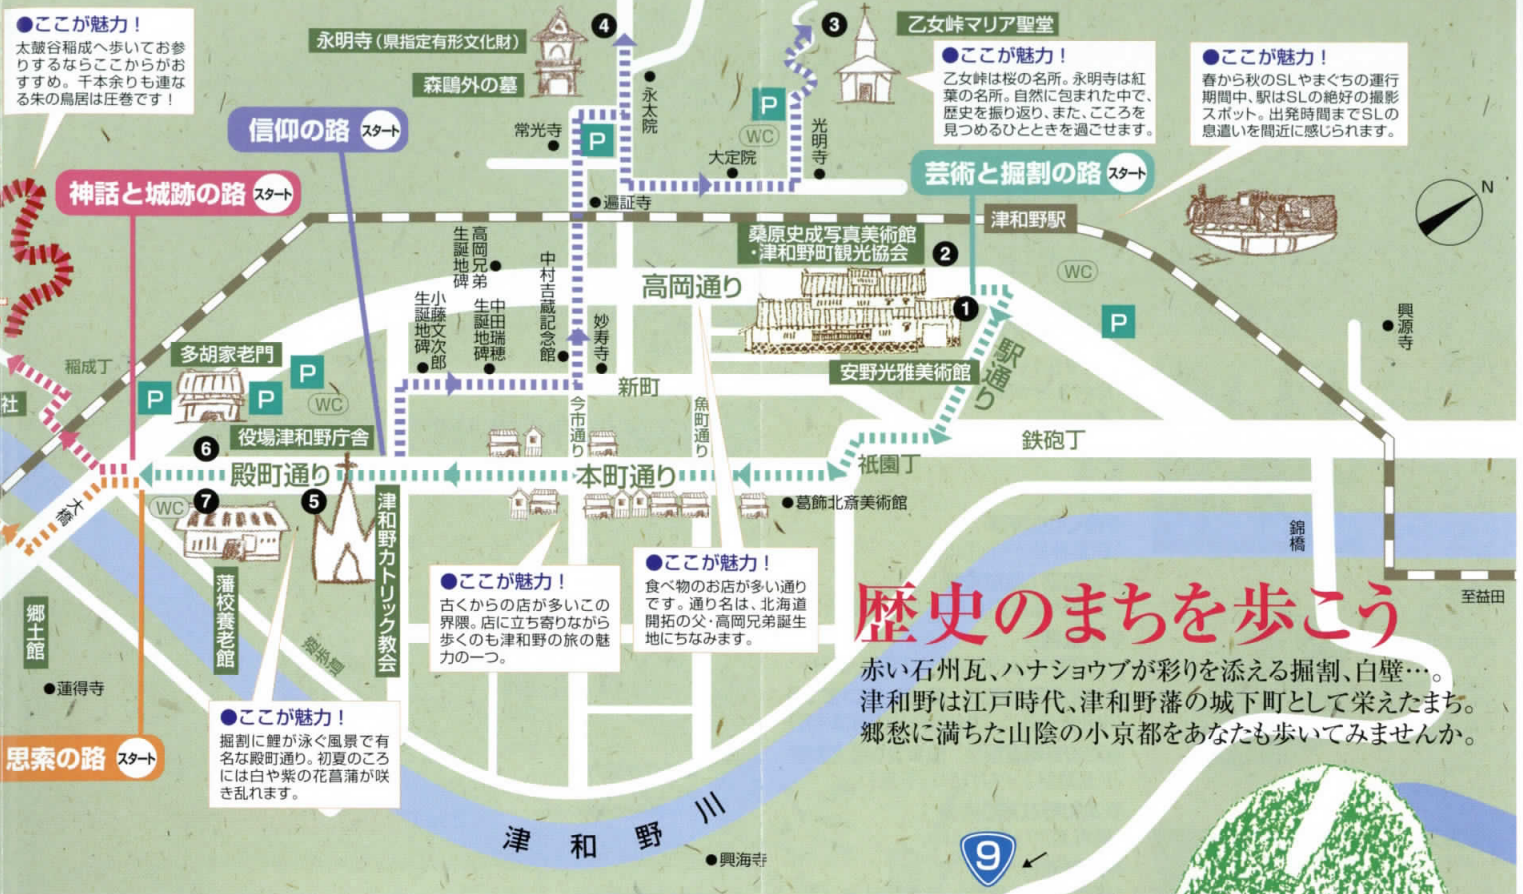 ●ここが魅力！
太皷谷稲成へ歩いてお参
りするならここからがお
すすめ。千本余りも連な
る朱の鳥居は圧巻です！
永明寺（県指定有形文化財）
森鷗外の墓
4
3
乙女峠マリア聖堂
●ここが魅力！
乙女峠は桜の名所。永明寺は紅
葉の名所。自然に包まれた中で、
歴史を振り返り、また、こころを
見つめるひとときを過ごせます。
●ここが魅力！
春から秋のSLやまぐちの運行
期間中、駅はSLの絶好の撮影
スポット。出発時間までSLの
息遣いを間近に感じられます。
信仰の路 スタート
常光寺
P
永太院
P
WC
大定院
光明寺
芸術と掘割の路 スタート
神話と城跡の路 スタート
遍証寺
津和野駅
N
桑原史成写真美術館
・津和野町観光協会
2
WC
高岡兄弟
生誕地碑
中村吉蔵記念館
高岡通り
1
P
小藤文次郎
生誕地碑
中田瑞穂
生誕地碑
妙寿寺
興源寺
駅通り
多胡家老門
稲成丁
P
P
P
WC
安野光雅美術館
新町
社
今市通り
魚町通り
役場津和野庁舎
6
鉄砲丁
殿町通り
本町通り
祇園丁
大橋
WC
7
5
葛飾北斎美術館
津和野カトリック教会
錦橋
藩校養老館
郷土館
遊歩道
●ここが魅力！
古くからの店が多いこの
界隈。店に立ち寄りながら
歩くのも津和野の旅の魅
力の一つ。
●ここが魅力！
食べ物のお店が多い通り
です。通り名は、北海道
開拓の父・高岡兄弟誕生
地にちなみます。
至益田
歴史のまちを歩こう
赤い石州瓦、ハナショウブが彩りを添える掘割、白壁…。
津和野は江戸時代、津和野藩の城下町として栄えたまち。
郷愁に満ちた山陰の小京都をあなたも歩いてみませんか。
蓮得寺
●ここが魅力！
掘割に鯉が泳ぐ風景で有
名な殿町通り。初夏のころ
には白や紫の花菖蒲が咲
き乱れます。
思索の路 スタート
津和野川
興海寺
9